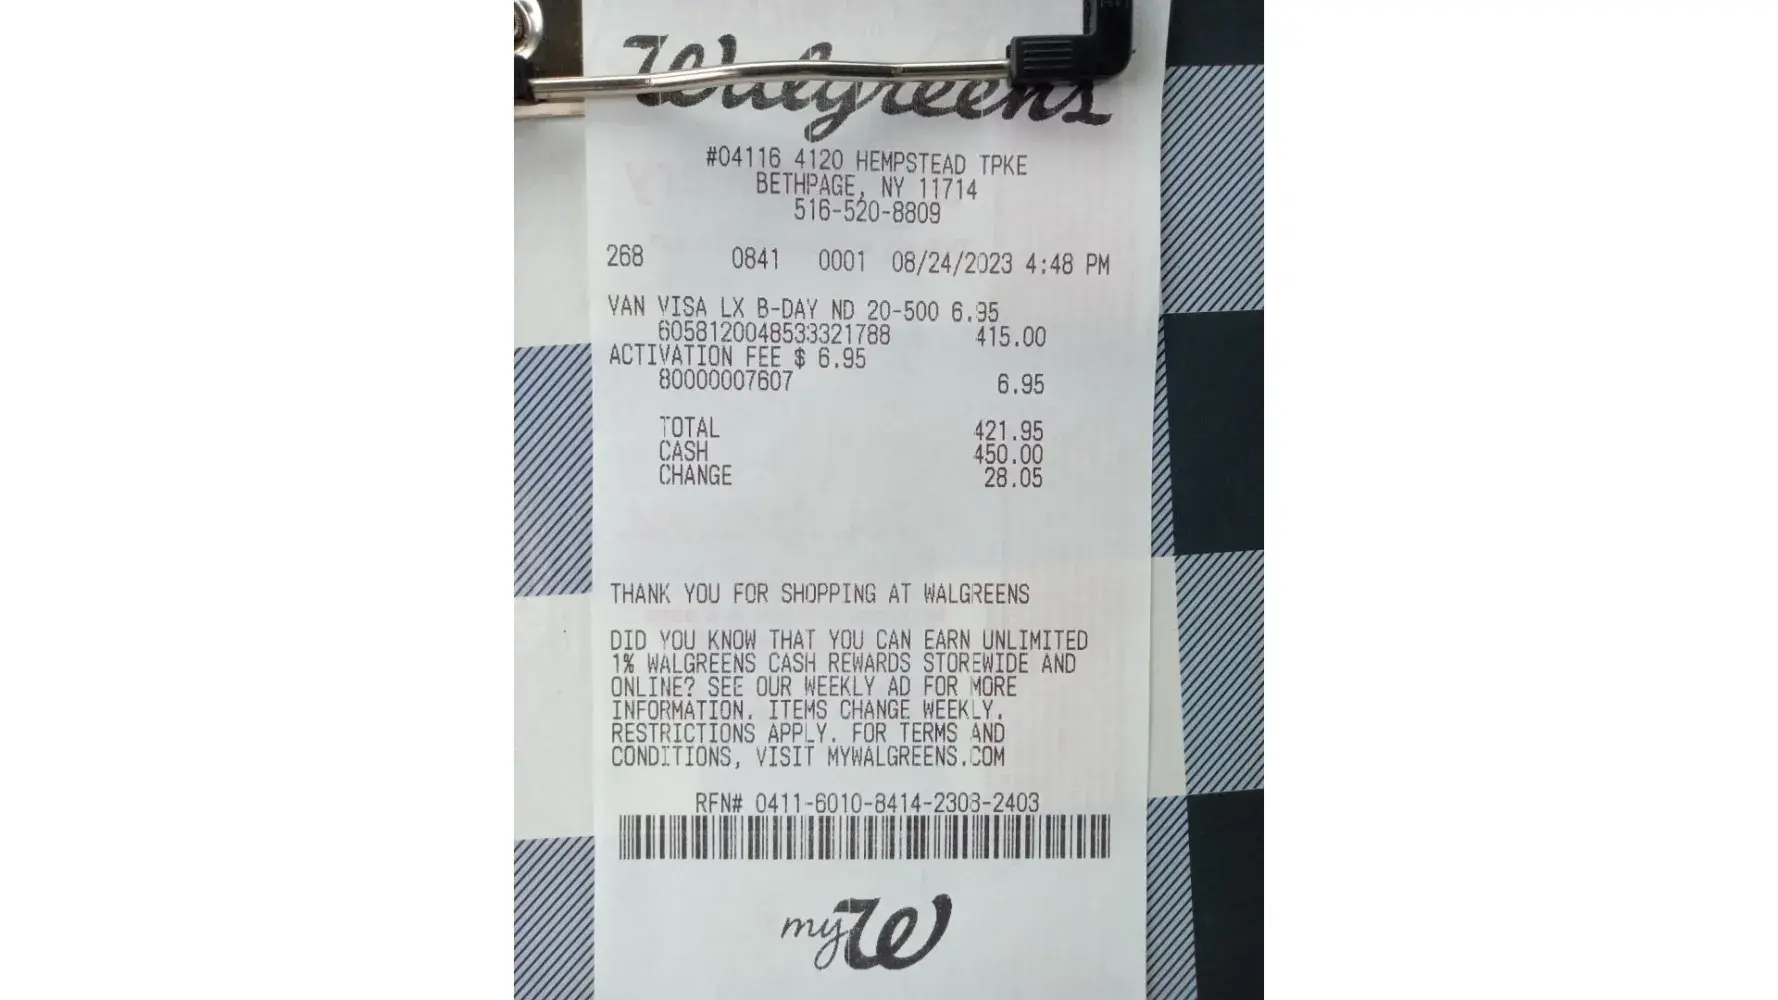 Walgreens
#04116 4120 HEMPSTEAD TPKE
BETHPAGE, NY 11714
516-520-8809
268 0841 0001 08/24/2023 4:48 PM
VAN VISA LX B-DAY ND 20-500 6.95
6058120048533321788 415.00
ACTIVATION FEE $ 6.95
80000007607 6.95
TOTAL 421.95
CASH 450.00
CHANGE 28.05
THANK YOU FOR SHOPPING AT WALGREENS
DID YOU KNOW THAT YOU CAN EARN UNLIMITED
1% WALGREENS CASH REWARDS STOREWIDE AND
ONLINE? SEE OUR WEEKLY AD FOR MORE
INFORMATION. ITEMS CHANGE WEEKLY.
RESTRICTIONS APPLY. FOR TERMS AND
CONDITIONS, VISIT MYWALGREENS.COM
RFN# 0411-6010-8414-2308-2403
myW